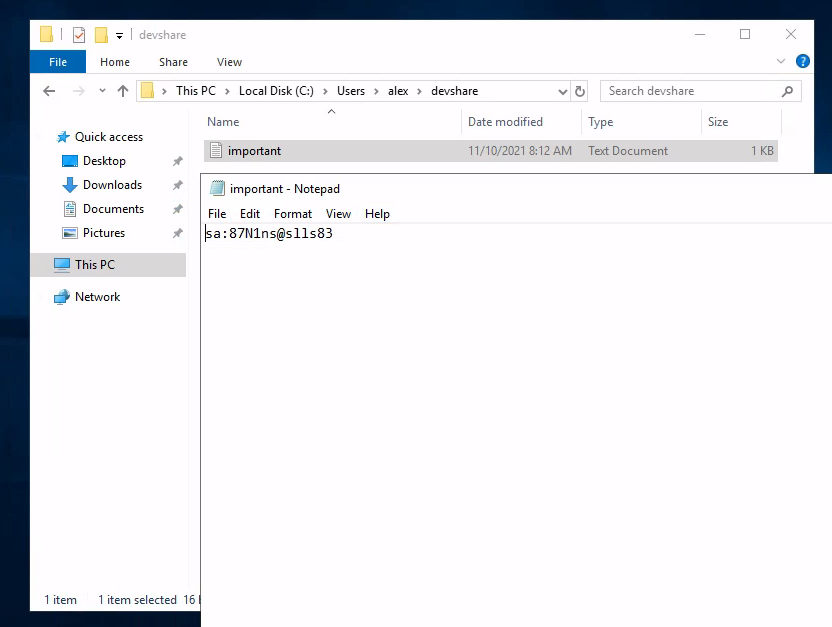 devshare
File Home Share View
This PC Local Disk (C:) Users alex devshare
Search devshare
Name Date modified Type Size
important 11/10/2021 8:12 AM Text Document 1 KB
Quick access
Desktop
Downloads
Documents
Pictures
This PC
Network
important - Notepad
File Edit Format View Help
sa:87N1ns@slls83
1 item 1 item selected 16